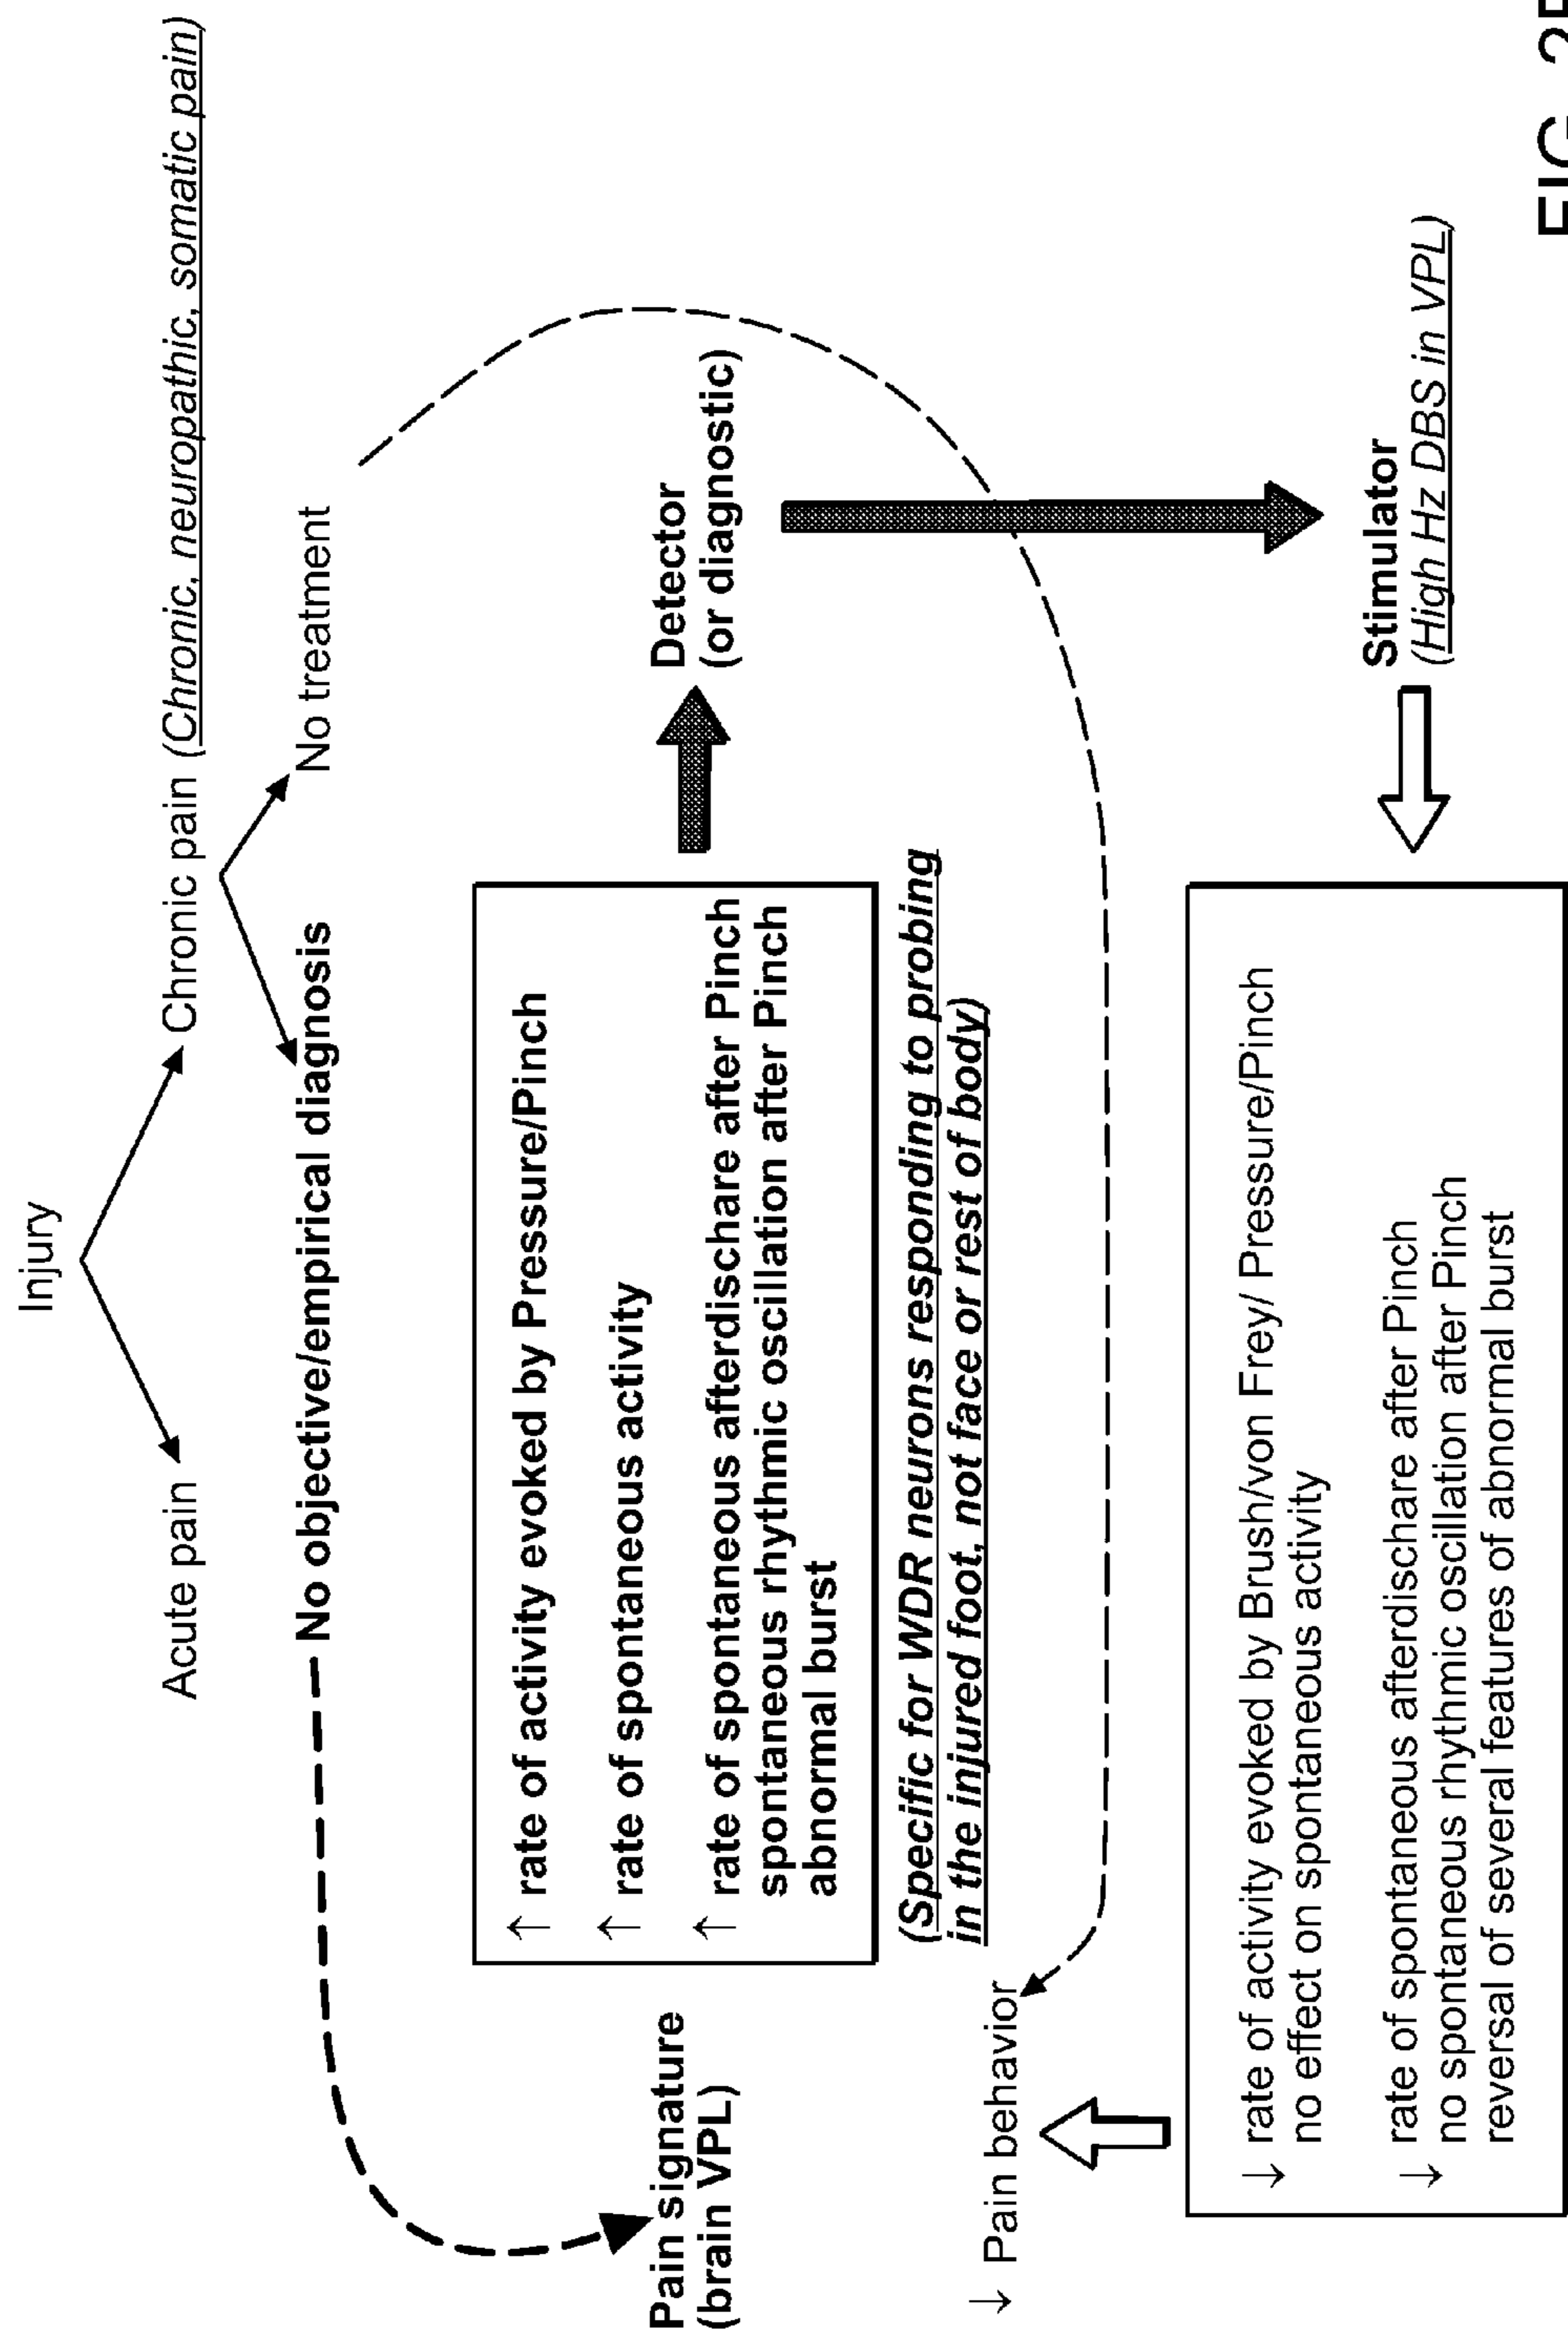 Injury
Acute pain
Chronic pain (Chronic, neuropathic, somatic pain)
No objective/empirical diagnosis
No treatment
↑ rate of activity evoked by Pressure/Pinch
↑ rate of spontaneous activity
↑ rate of spontaneous afterdischare after Pinch
spontaneous rhythmic oscillation after Pinch
abnormal burst
Pain signature
(brain VPL)
Detector
(or diagnostic)
(Specific for WDR neurons responding to probing
in the injured foot, not face or rest of body)
↓ Pain behavior
↓ rate of activity evoked by Brush/von Frey/ Pressure/Pinch
no effect on spontaneous activity
↓ rate of spontaneous afterdischare after Pinch
no spontaneous rhythmic oscillation after Pinch
reversal of several features of abnormal burst
Stimulator
(High Hz DBS in VPL)
FIG.